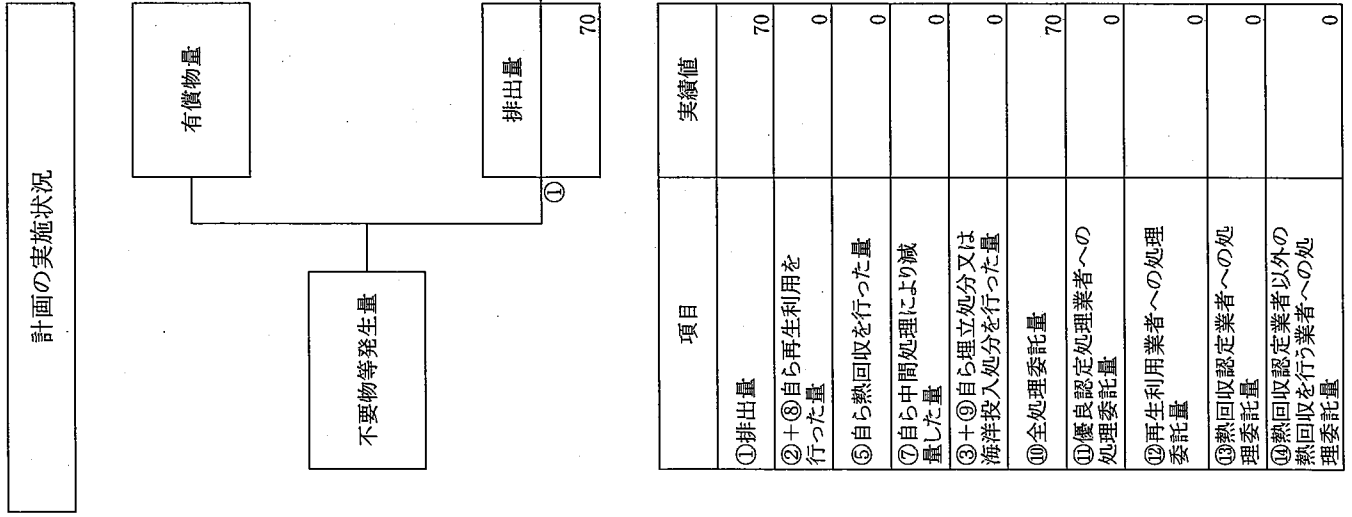 計画の実施状況
有償物量
不要物等発生量
排出量
①
70
項目
実績値
①排出量
70
②+⑧自ら再生利用を
行った量
0
⑤自ら熱回収を行った量
0
⑦自ら中間処理により減
量した量
0
③+⑨自ら埋立処分又は
海洋投入処分を行った量
0
⑩全処理委託量
70
⑪優良認定処理業者への
処理委託量
0
⑫再生利用業者への処理
委託量
0
⑬熱回収認定業者への処
理委託量
0
⑭熱回収認定業者以外の
熱回収を行う業者への処
理委託量
0